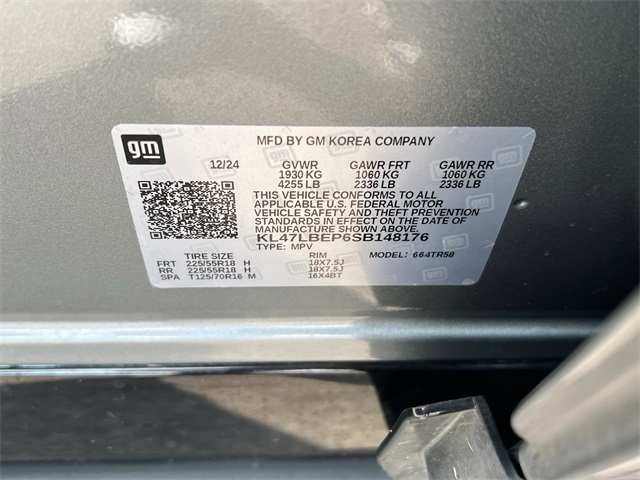 gm
MFD BY GM KOREA COMPANY
12/24 GVWR GAWR FRT GAWR RR
1930 KG 1060 KG 1060 KG
4255 LB 2336 LB 2336 LB
THIS VEHICLE CONFORMS TO ALL
APPLICABLE U.S. FEDERAL MOTOR
VEHICLE SAFETY AND THEFT PREVENTION
STANDARDS IN EFFECT ON THE DATE OF
MANUFACTURE SHOWN ABOVE.
KL47LBEP6SB148176
TYPE: MPV MODEL: 664TR58
TIRE SIZE RIM
FRT 225/55R18 H 18X7.5J
RR 225/55R18 H 18X7.5J
SPA T125/70R16 M 16X4BT